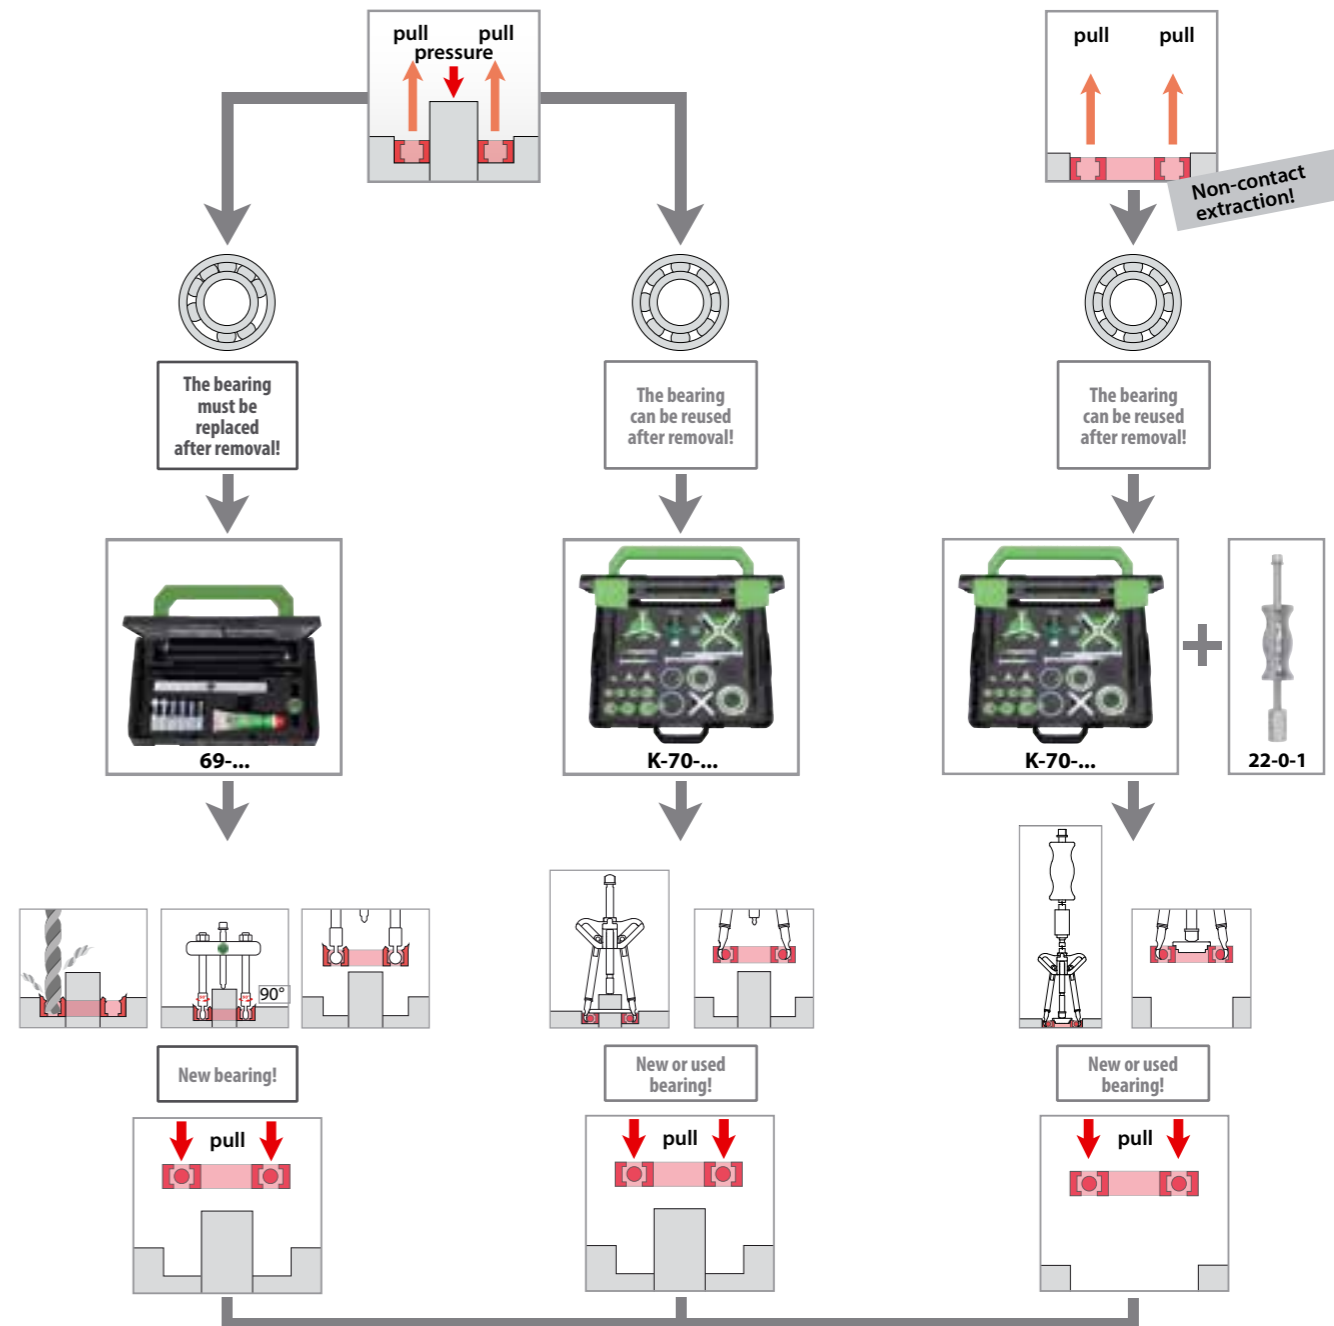 pull pull
pressure
pull pull
Non-contact
extraction!
The bearing
must be
replaced
after removal!
The bearing
can be reused
after removal!
The bearing
can be reused
after removal!
69-...
K-70-...
K-70-...
22-0-1
90°
New bearing!
New or used
bearing!
New or used
bearing!
pull
pull
pull